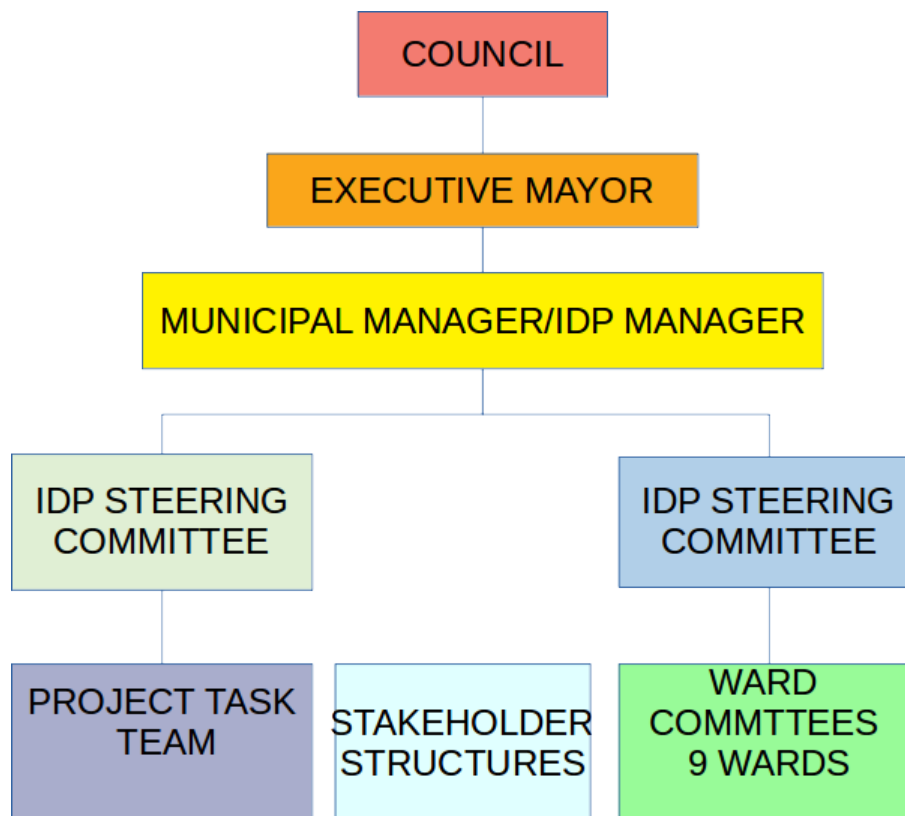 COUNCIL
EXECUTIVE MAYOR
MUNICIPAL MANAGER/IDP MANAGER
IDP STEERING
COMMITTEE
IDP STEERING
COMMITTEE
PROJECT TASK
TEAM
STAKEHOLDER
STRUCTURES
WARD
COMMTTEES
9 WARDS